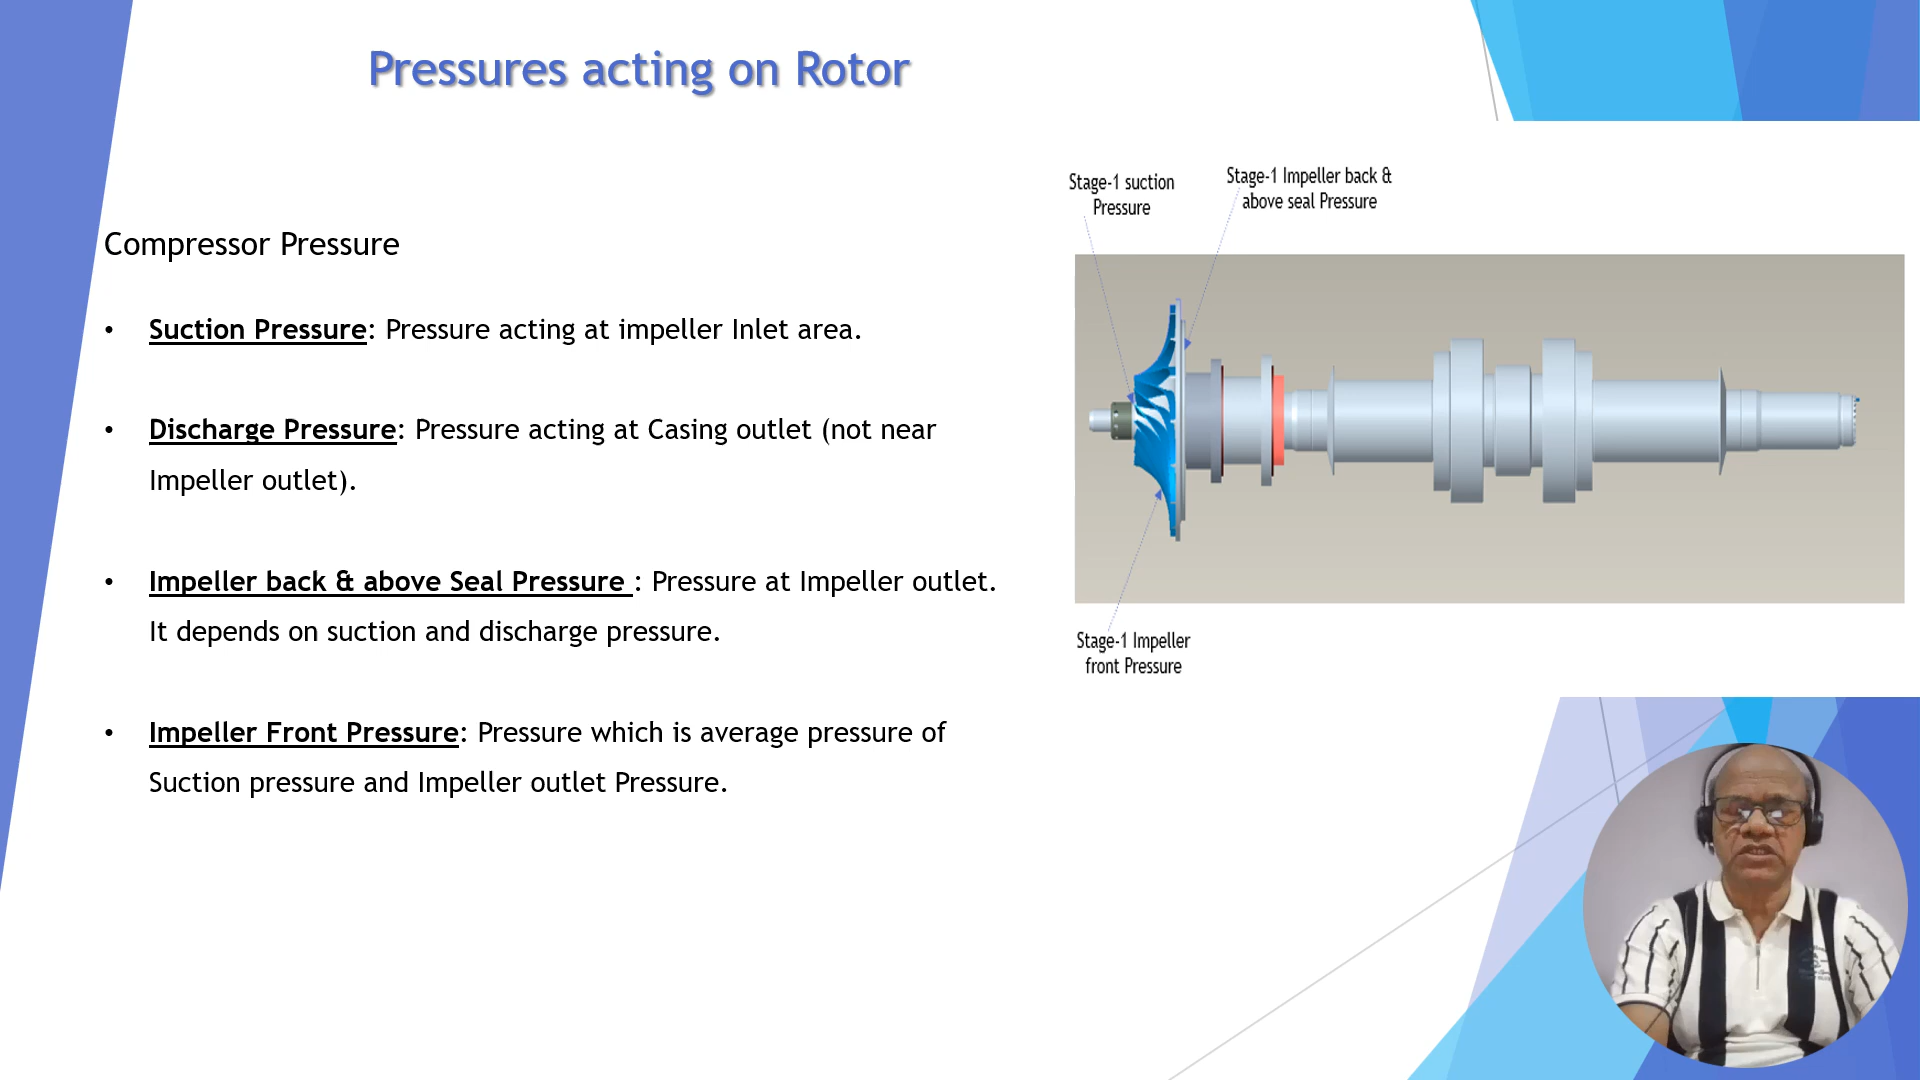 Pressures acting on Rotor
Compressor Pressure
• Suction Pressure: Pressure acting at impeller Inlet area.
• Discharge Pressure: Pressure acting at Casing outlet (not near
Impeller outlet).
• Impeller back & above Seal Pressure : Pressure at Impeller outlet.
It depends on suction and discharge pressure.
• Impeller Front Pressure: Pressure which is average pressure of
Suction pressure and Impeller outlet Pressure.
Stage-1 suction
Pressure
Stage-1 Impeller back &
above seal Pressure
Stage-1 Impeller
front Pressure